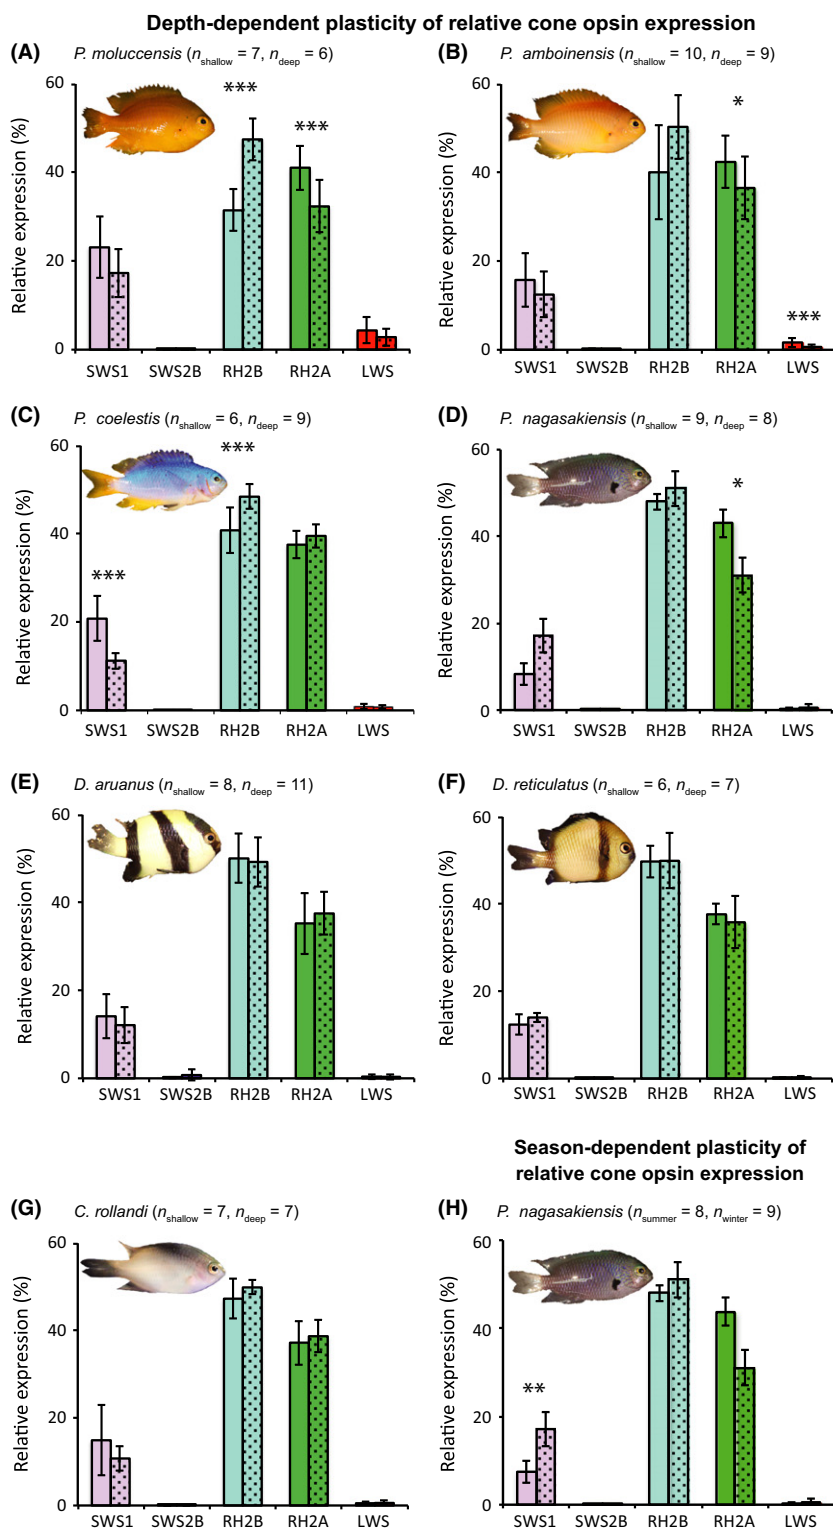 Depth-dependent plasticity of relative cone opsin expression
(A) P. moluccensis (nshallow = 7, ndeep = 6)
60
40
20
0
Relative expression (%)
***
***
SWS1 SWS2B RH2B RH2A LWS
(B) P. amboinensis (nshallow = 10, ndeep = 9)
60
40
20
0
Relative expression (%)
*
***
SWS1 SWS2B RH2B RH2A LWS
(C) P. coelestis (nshallow = 6, ndeep = 9)
60
40
20
0
Relative expression (%)
***
***
SWS1 SWS2B RH2B RH2A LWS
(D) P. nagasakiensis (nshallow = 9, ndeep = 8)
60
40
20
0
Relative expression (%)
*
SWS1 SWS2B RH2B RH2A LWS
(E) D. aruanus (nshallow = 8, ndeep = 11)
60
40
20
0
Relative expression (%)
SWS1 SWS2B RH2B RH2A LWS
(F) D. reticulatus (nshallow = 6, ndeep = 7)
60
40
20
0
Relative expression (%)
SWS1 SWS2B RH2B RH2A LWS
(G) C. rollandi (nshallow = 7, ndeep = 7)
60
40
20
0
Relative expression (%)
SWS1 SWS2B RH2B RH2A LWS
Season-dependent plasticity of
relative cone opsin expression
(H) P. nagasakiensis (nsummer = 8, nwinter = 9)
60
40
20
0
Relative expression (%)
**
SWS1 SWS2B RH2B RH2A LWS